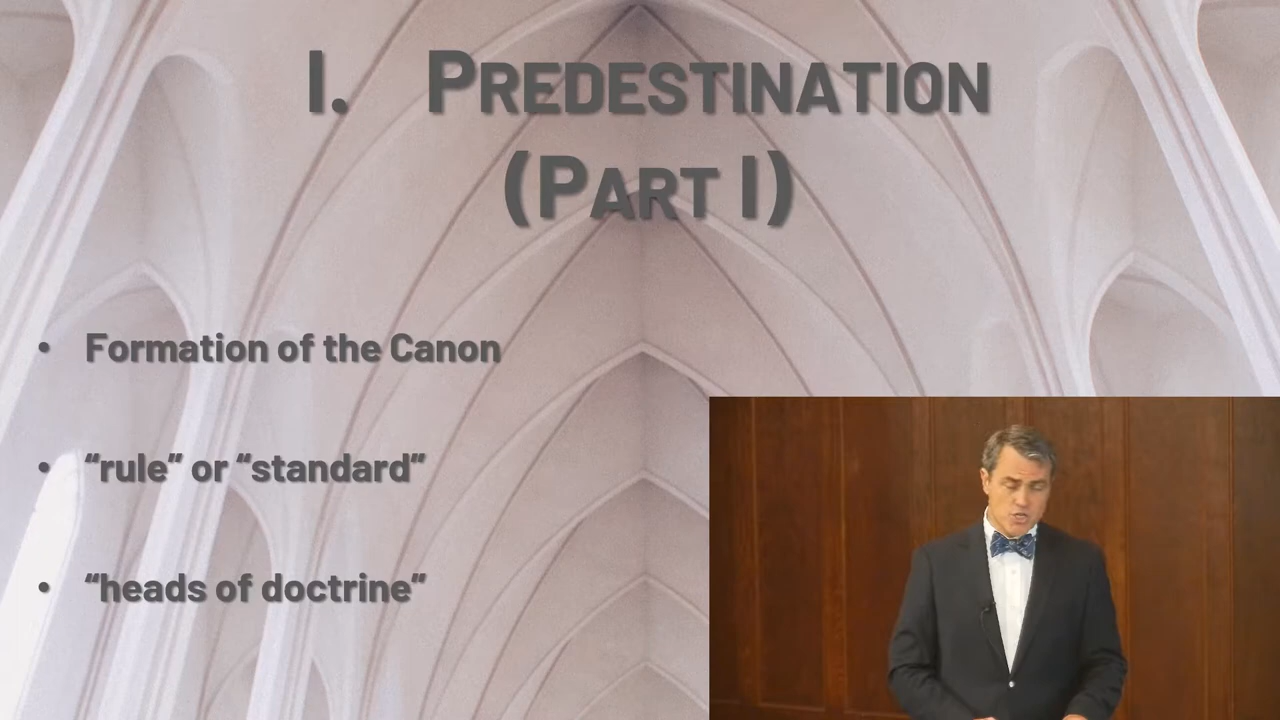 I. Predestination
(Part I)
• Formation of the Canon
• “rule” or “standard”
• “heads of doctrine”